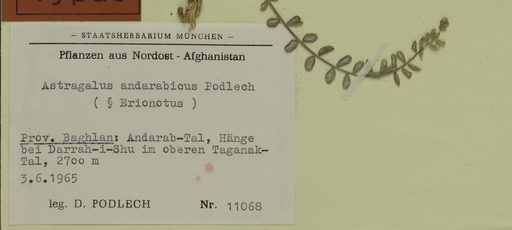 — STAATSHERBARIUM MÜNCHEN —
Pflanzen aus Nordost - Afghanistan
Astragalus andarabicus Podlech
( § Erionotus )
Prov. Baghlan: Andarab-Tal, Hänge
bei Darrah-i-Shu im oberen Taganak-
Tal, 2700 m
3.6.1965
leg. D. PODLECH Nr. 11068